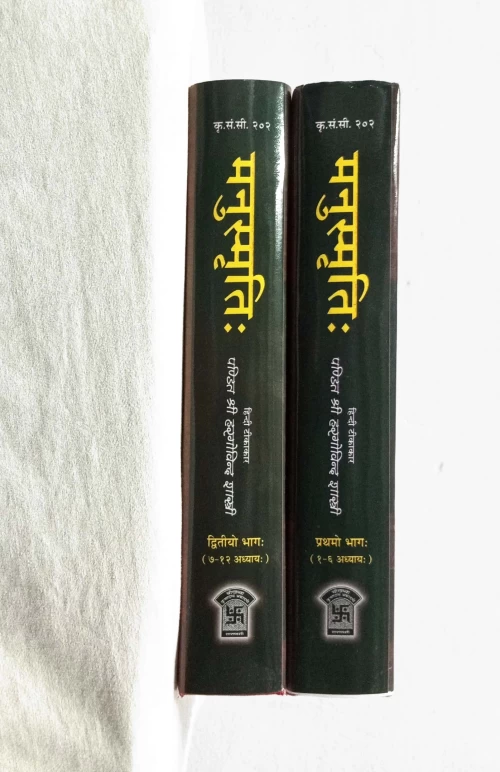 कृ.सं.सी. २०२
मनुस्मृतिः
हिन्दी टीकाकार
पण्डित श्री हरगोविन्द शास्त्री
द्वितीयो भागः
( ७-१२ अध्यायः )
कृ.सं.सी. २०२
मनुस्मृतिः
हिन्दी टीकाकार
पण्डित श्री हरगोविन्द शास्त्री
प्रथमो भागः
( १-६ अध्यायः )